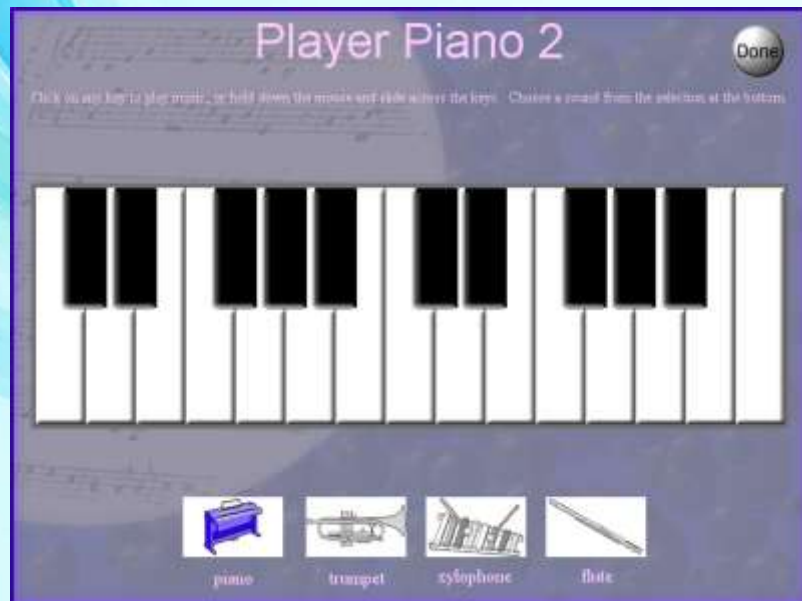 Player Piano 2
Done
Click on any key to play music, or hold down the mouse and slide across the keys. Choose a sound from the selection at the bottom.
piano
trumpet
xylophone
flute